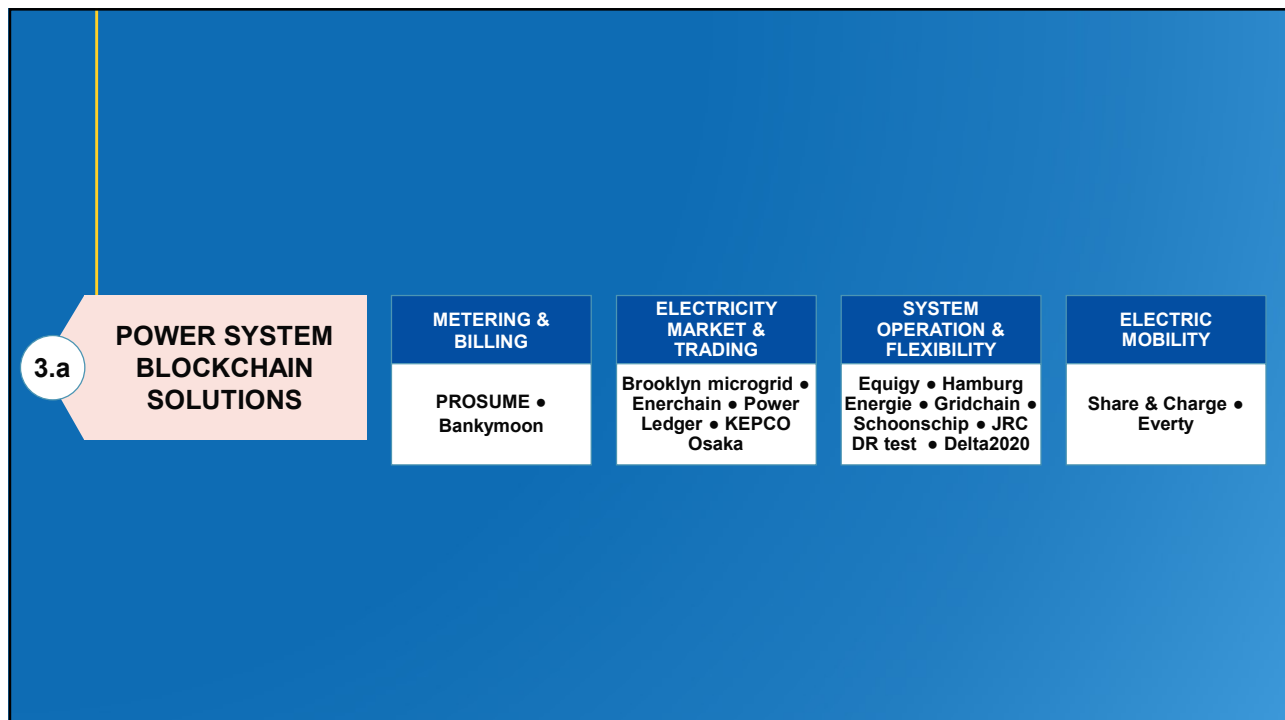 3.a
POWER SYSTEM
BLOCKCHAIN
SOLUTIONS
METERING &
BILLING
PROSUME ●
Bankymoon
ELECTRICITY
MARKET &
TRADING
Brooklyn microgrid ●
Enerchain ● Power
Ledger ● KEPCO
Osaka
SYSTEM
OPERATION &
FLEXIBILITY
Equigy ● Hamburg
Energie ● Gridchain ●
Schoonschip ● JRC
DR test ● Delta2020
ELECTRIC
MOBILITY
Share & Charge ●
Everty